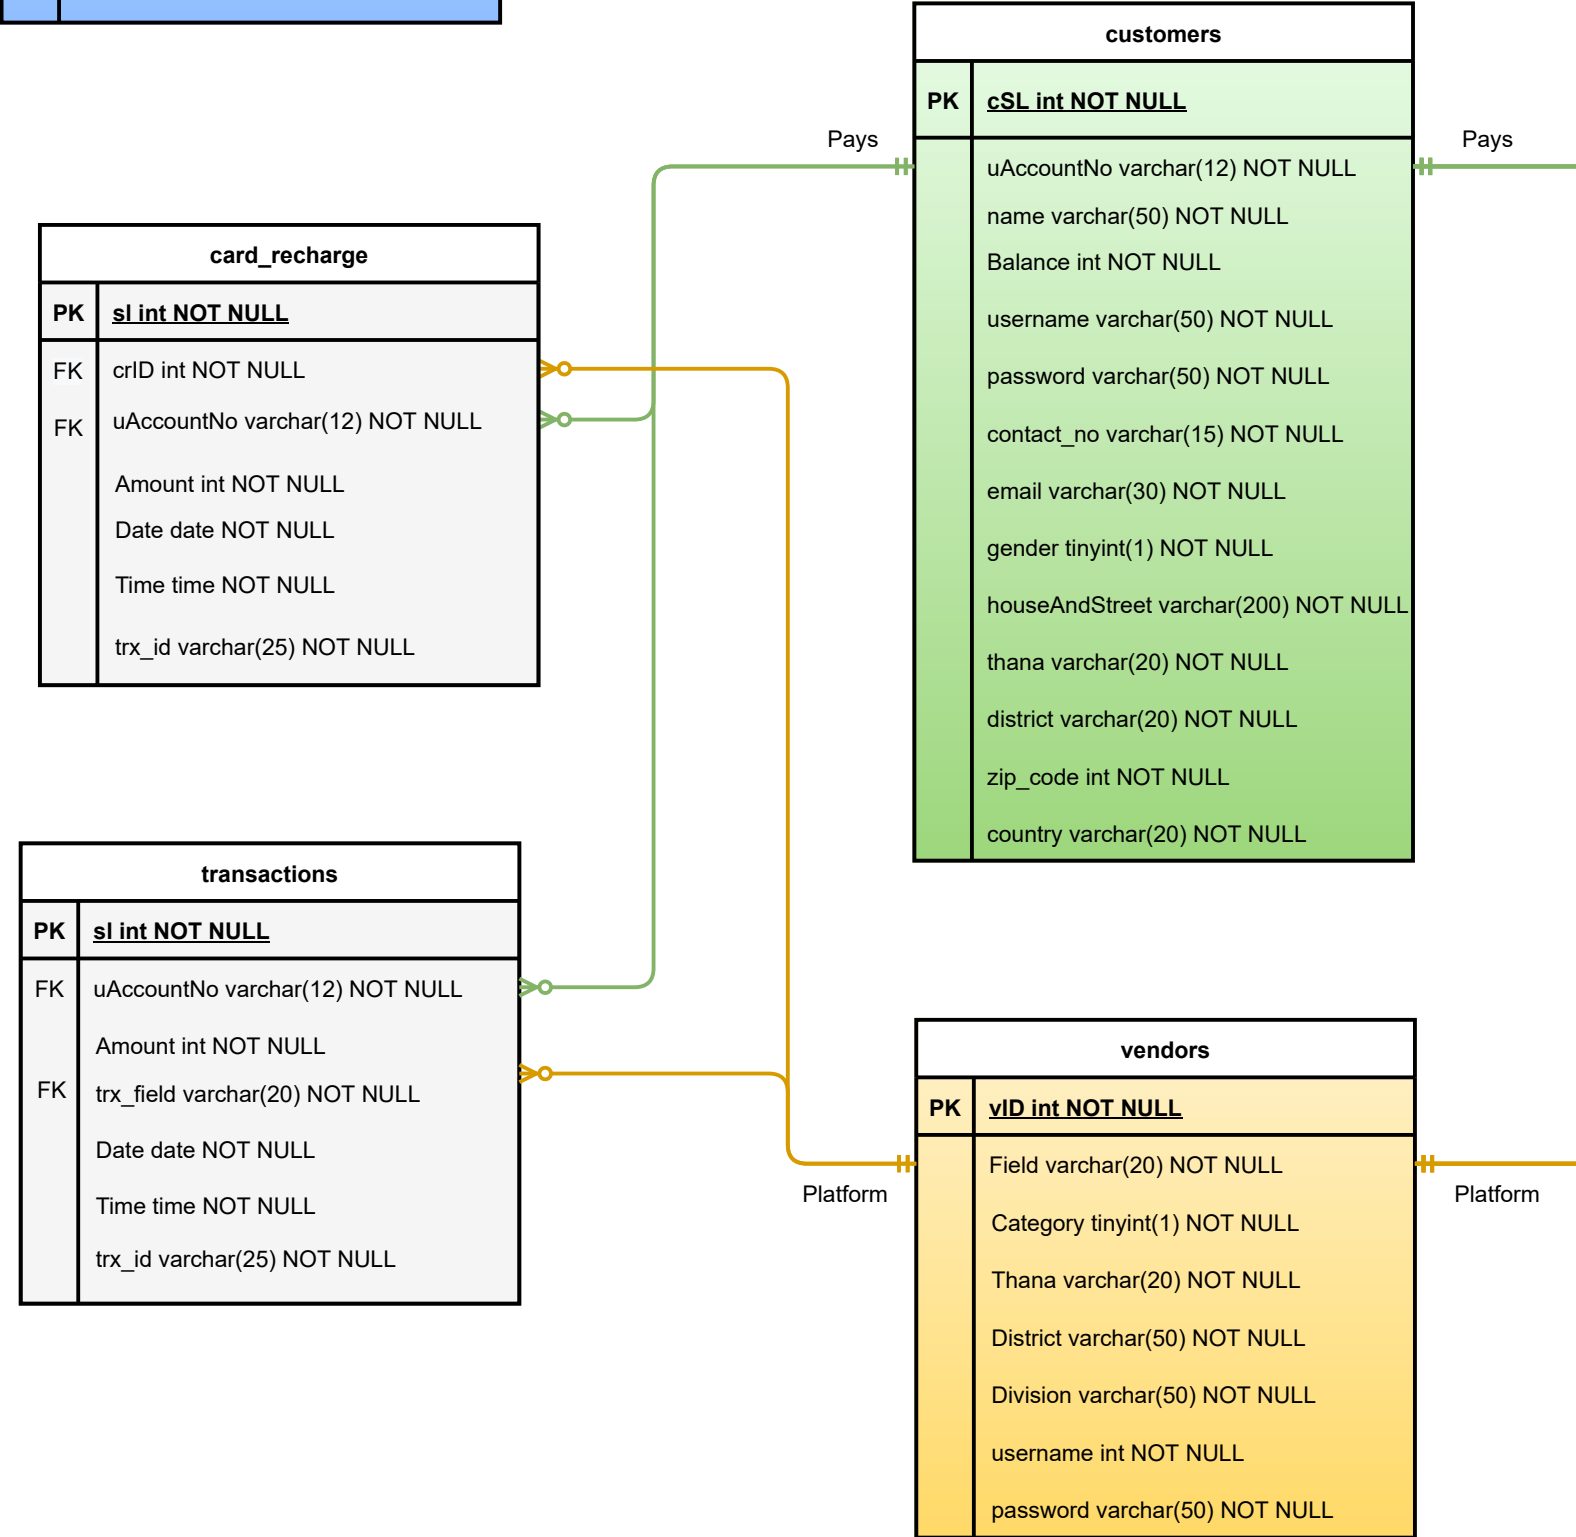 customers
PK cSL int NOT NULL
uAccountNo varchar(12) NOT NULL
name varchar(50) NOT NULL
Balance int NOT NULL
username varchar(50) NOT NULL
password varchar(50) NOT NULL
contact_no varchar(15) NOT NULL
email varchar(30) NOT NULL
gender tinyint(1) NOT NULL
houseAndStreet varchar(200) NOT NULL
thana varchar(20) NOT NULL
district varchar(20) NOT NULL
zip_code int NOT NULL
country varchar(20) NOT NULL
Pays
Pays
card_recharge
PK sl int NOT NULL
FK crID int NOT NULL
FK uAccountNo varchar(12) NOT NULL
Amount int NOT NULL
Date date NOT NULL
Time time NOT NULL
trx_id varchar(25) NOT NULL
transactions
PK sl int NOT NULL
FK uAccountNo varchar(12) NOT NULL
Amount int NOT NULL
FK trx_field varchar(20) NOT NULL
Date date NOT NULL
Time time NOT NULL
trx_id varchar(25) NOT NULL
vendors
PK vID int NOT NULL
Field varchar(20) NOT NULL
Category tinyint(1) NOT NULL
Thana varchar(20) NOT NULL
District varchar(50) NOT NULL
Division varchar(50) NOT NULL
username int NOT NULL
password varchar(50) NOT NULL
Platform
Platform